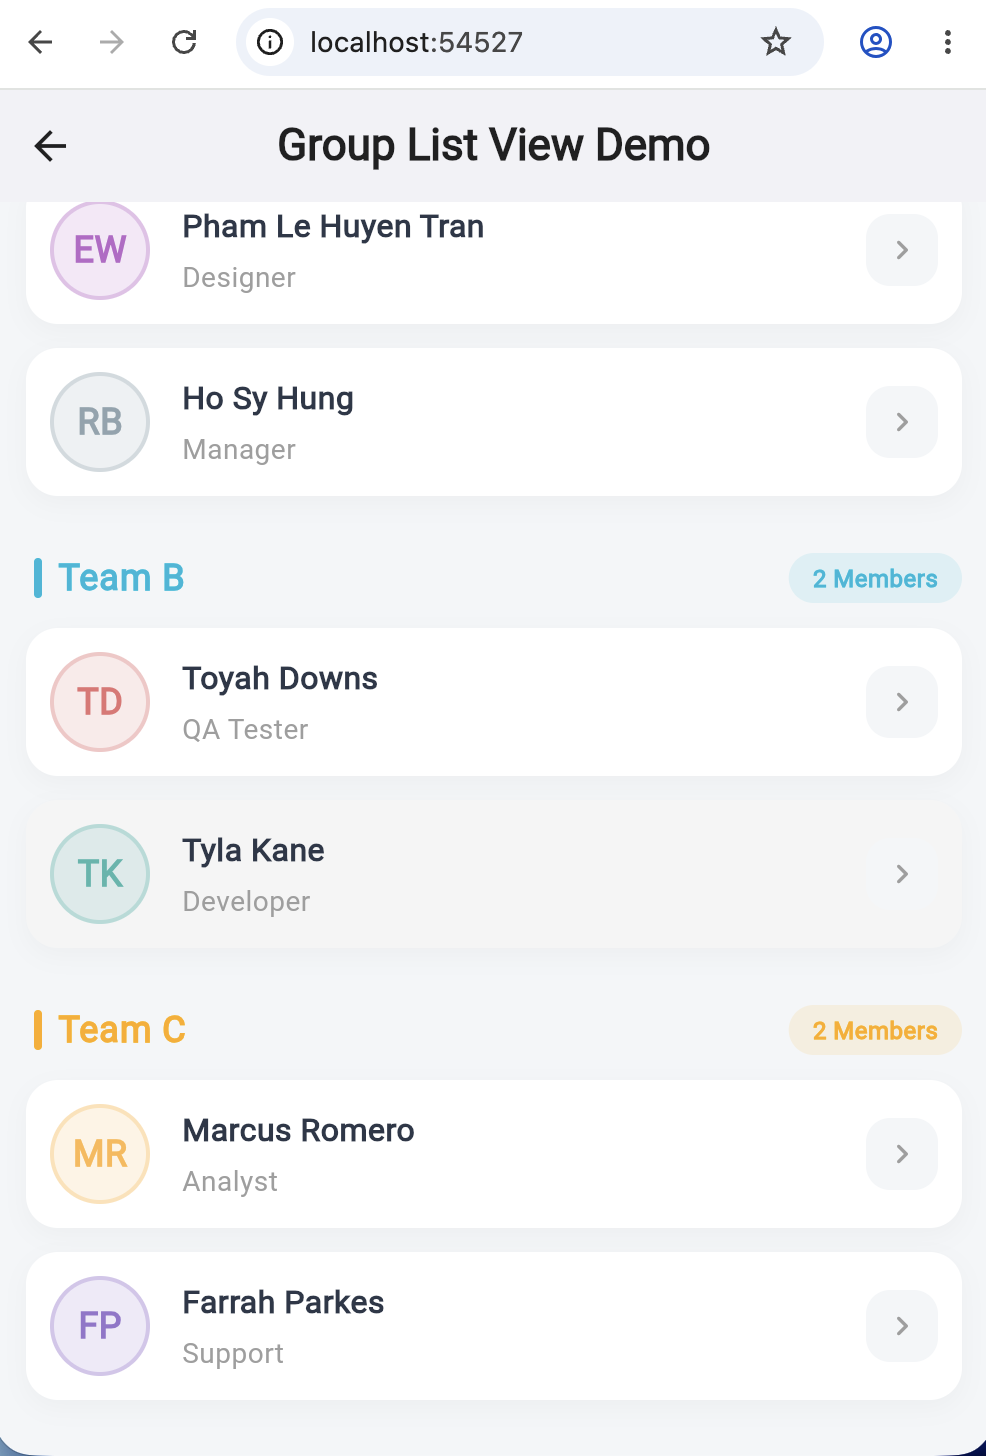 localhost:54527
Group List View Demo
EW
Pham Le Huyen Tran
Designer
RB
Ho Sy Hung
Manager
Team B
2 Members
TD
Toyah Downs
QA Tester
TK
Tyla Kane
Developer
Team C
2 Members
MR
Marcus Romero
Analyst
FP
Farrah Parkes
Support